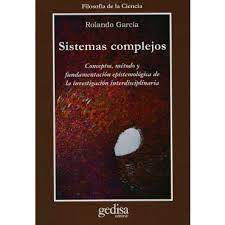 Filosofía de la Ciencia
Rolando García
Sistemas complejos
Conceptos, método y
fundamentación epistemológica de
la investigación interdisciplinaria
gedisa
editorial